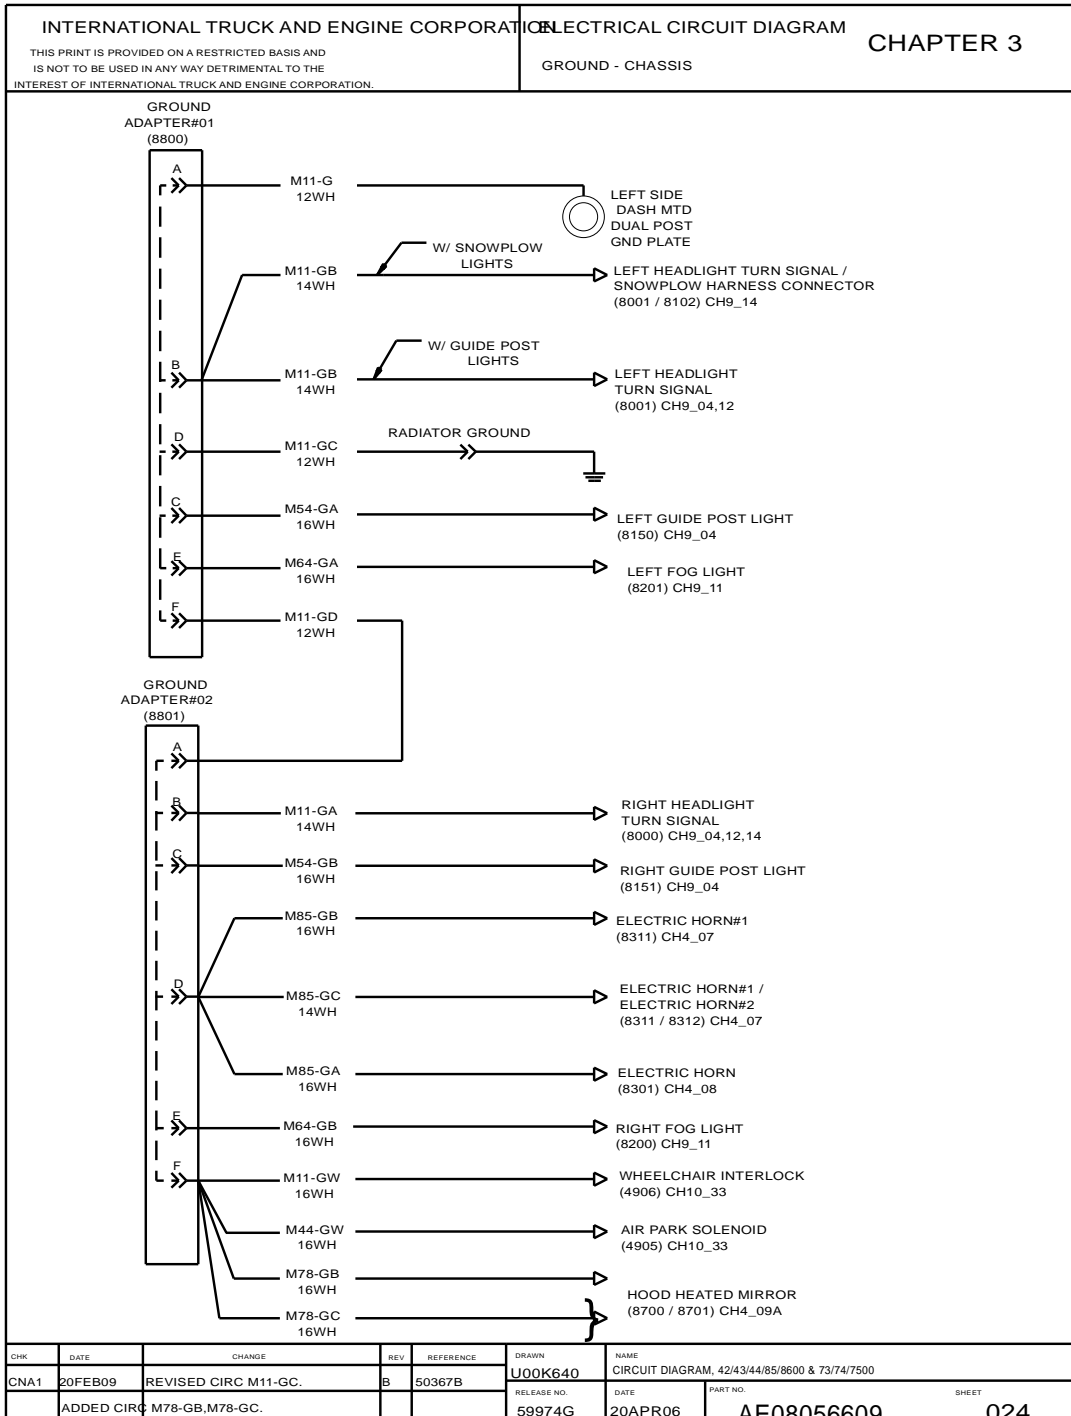 INTERNATIONAL TRUCK AND ENGINE CORPORATION
THIS PRINT IS PROVIDED ON A RESTRICTED BASIS AND
IS NOT TO BE USED IN ANY WAY DETRIMENTAL TO THE
INTEREST OF INTERNATIONAL TRUCK AND ENGINE CORPORATION.
ELECTRICAL CIRCUIT DIAGRAM
GROUND - CHASSIS
CHAPTER 3
GROUND
ADAPTER#01
(8800)
A
M11-G
12WH
LEFT SIDE
DASH MTD
DUAL POST
GND PLATE
W/ SNOWPLOW
LIGHTS
M11-GB
14WH
LEFT HEADLIGHT TURN SIGNAL /
SNOWPLOW HARNESS CONNECTOR
(8001 / 8102) CH9_14
W/ GUIDE POST
LIGHTS
B
M11-GB
14WH
LEFT HEADLIGHT
TURN SIGNAL
(8001) CH9_04,12
D
M11-GC
12WH
RADIATOR GROUND
C
M54-GA
16WH
LEFT GUIDE POST LIGHT
(8150) CH9_04
E
M64-GA
16WH
LEFT FOG LIGHT
(8201) CH9_11
F
M11-GD
12WH
GROUND
ADAPTER#02
(8801)
A
B
M11-GA
14WH
RIGHT HEADLIGHT
TURN SIGNAL
(8000) CH9_04,12,14
C
M54-GB
16WH
RIGHT GUIDE POST LIGHT
(8151) CH9_04
M85-GB
16WH
ELECTRIC HORN#1
(8311) CH4_07
D
M85-GC
14WH
ELECTRIC HORN#1 /
ELECTRIC HORN#2
(8311 / 8312) CH4_07
M85-GA
16WH
ELECTRIC HORN
(8301) CH4_08
E
M64-GB
16WH
RIGHT FOG LIGHT
(8200) CH9_11
F
M11-GW
16WH
WHEELCHAIR INTERLOCK
(4906) CH10_33
M44-GW
16WH
AIR PARK SOLENOID
(4905) CH10_33
M78-GB
16WH
HOOD HEATED MIRROR
(8700 / 8701) CH4_09A
M78-GC
16WH
CHK DATE CHANGE REV REFERENCE
CNA1 20FEB09 REVISED CIRC M11-GC. B 50367B
ADDED CIRC M78-GB,M78-GC.
DRAWN
U00K640
NAME
CIRCUIT DIAGRAM, 42/43/44/85/8600 & 73/74/7500
RELEASE NO.
59974G
DATE
20APR06
PART NO.
AE08056609
SHEET
024